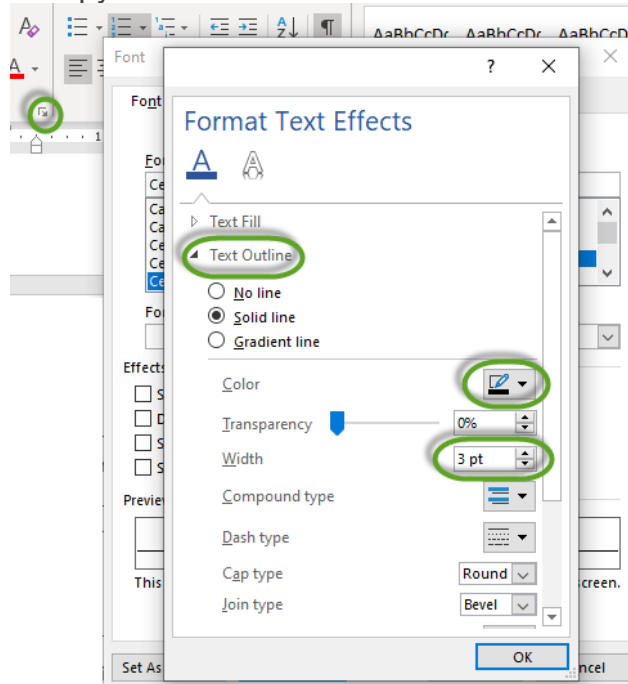 AaBbCcDc AaBbCcDc AaBbCcD
Font
?
Font
Format Text Effects
Text Fill
Text Outline
No line
Solid line
Gradient line
Effects
Color
Transparency 0%
Width 3 pt
Preview
Compound type
Dash type
Cap type Round
This screen.
Join type Bevel
OK
Set As